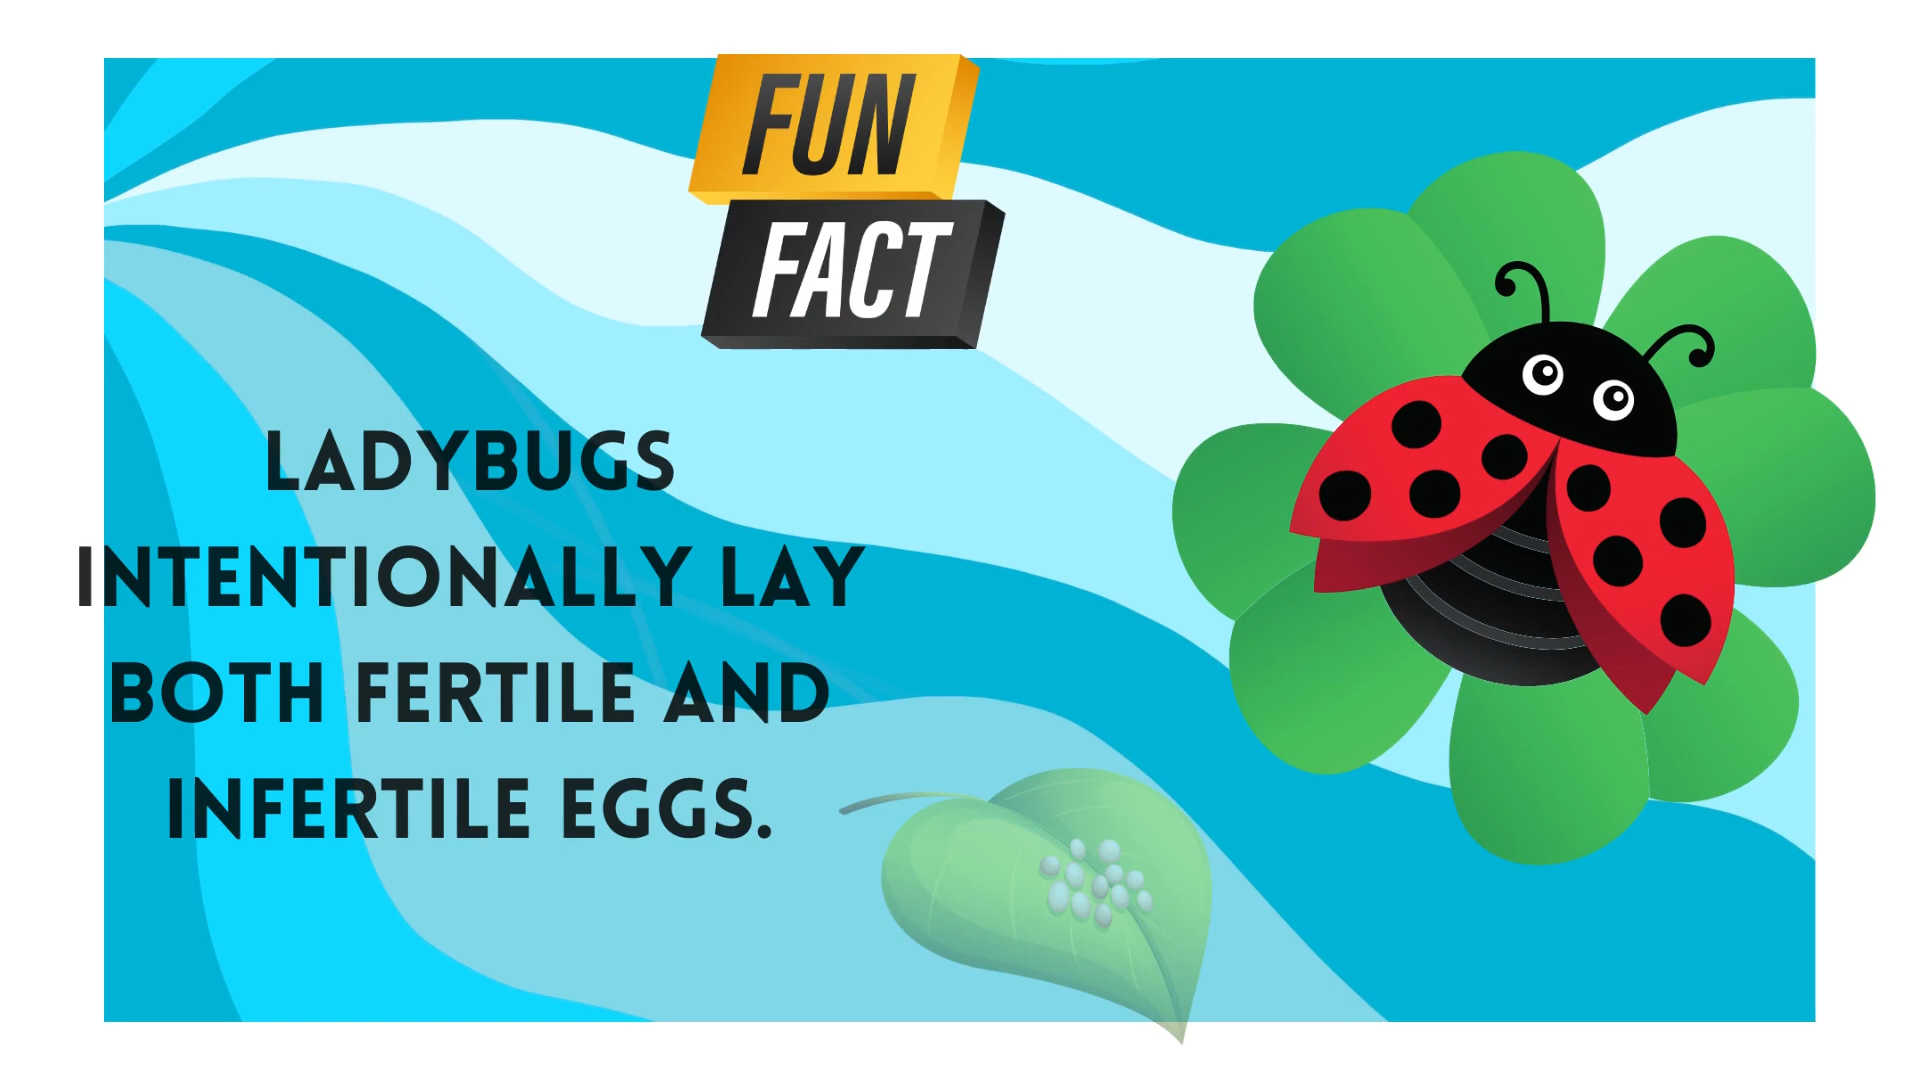 FUN
FACT
LADYBUGS
INTENTIONALLY LAY
BOTH FERTILE AND
INFERTILE EGGS.